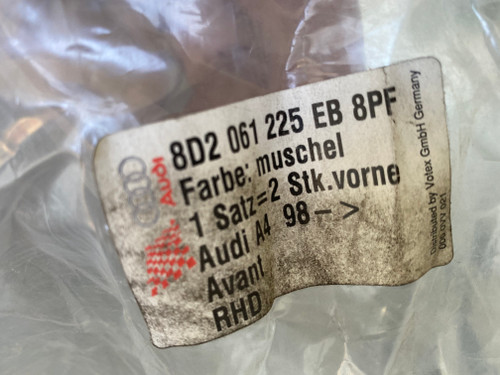 8D2 061 225 EB 8PF
Farbe: muschel
1 Satz=2 Stk.vorne
Audi A4 98-->
Avant
RHD
AUDI
Distributed by Votex GmbH Germany